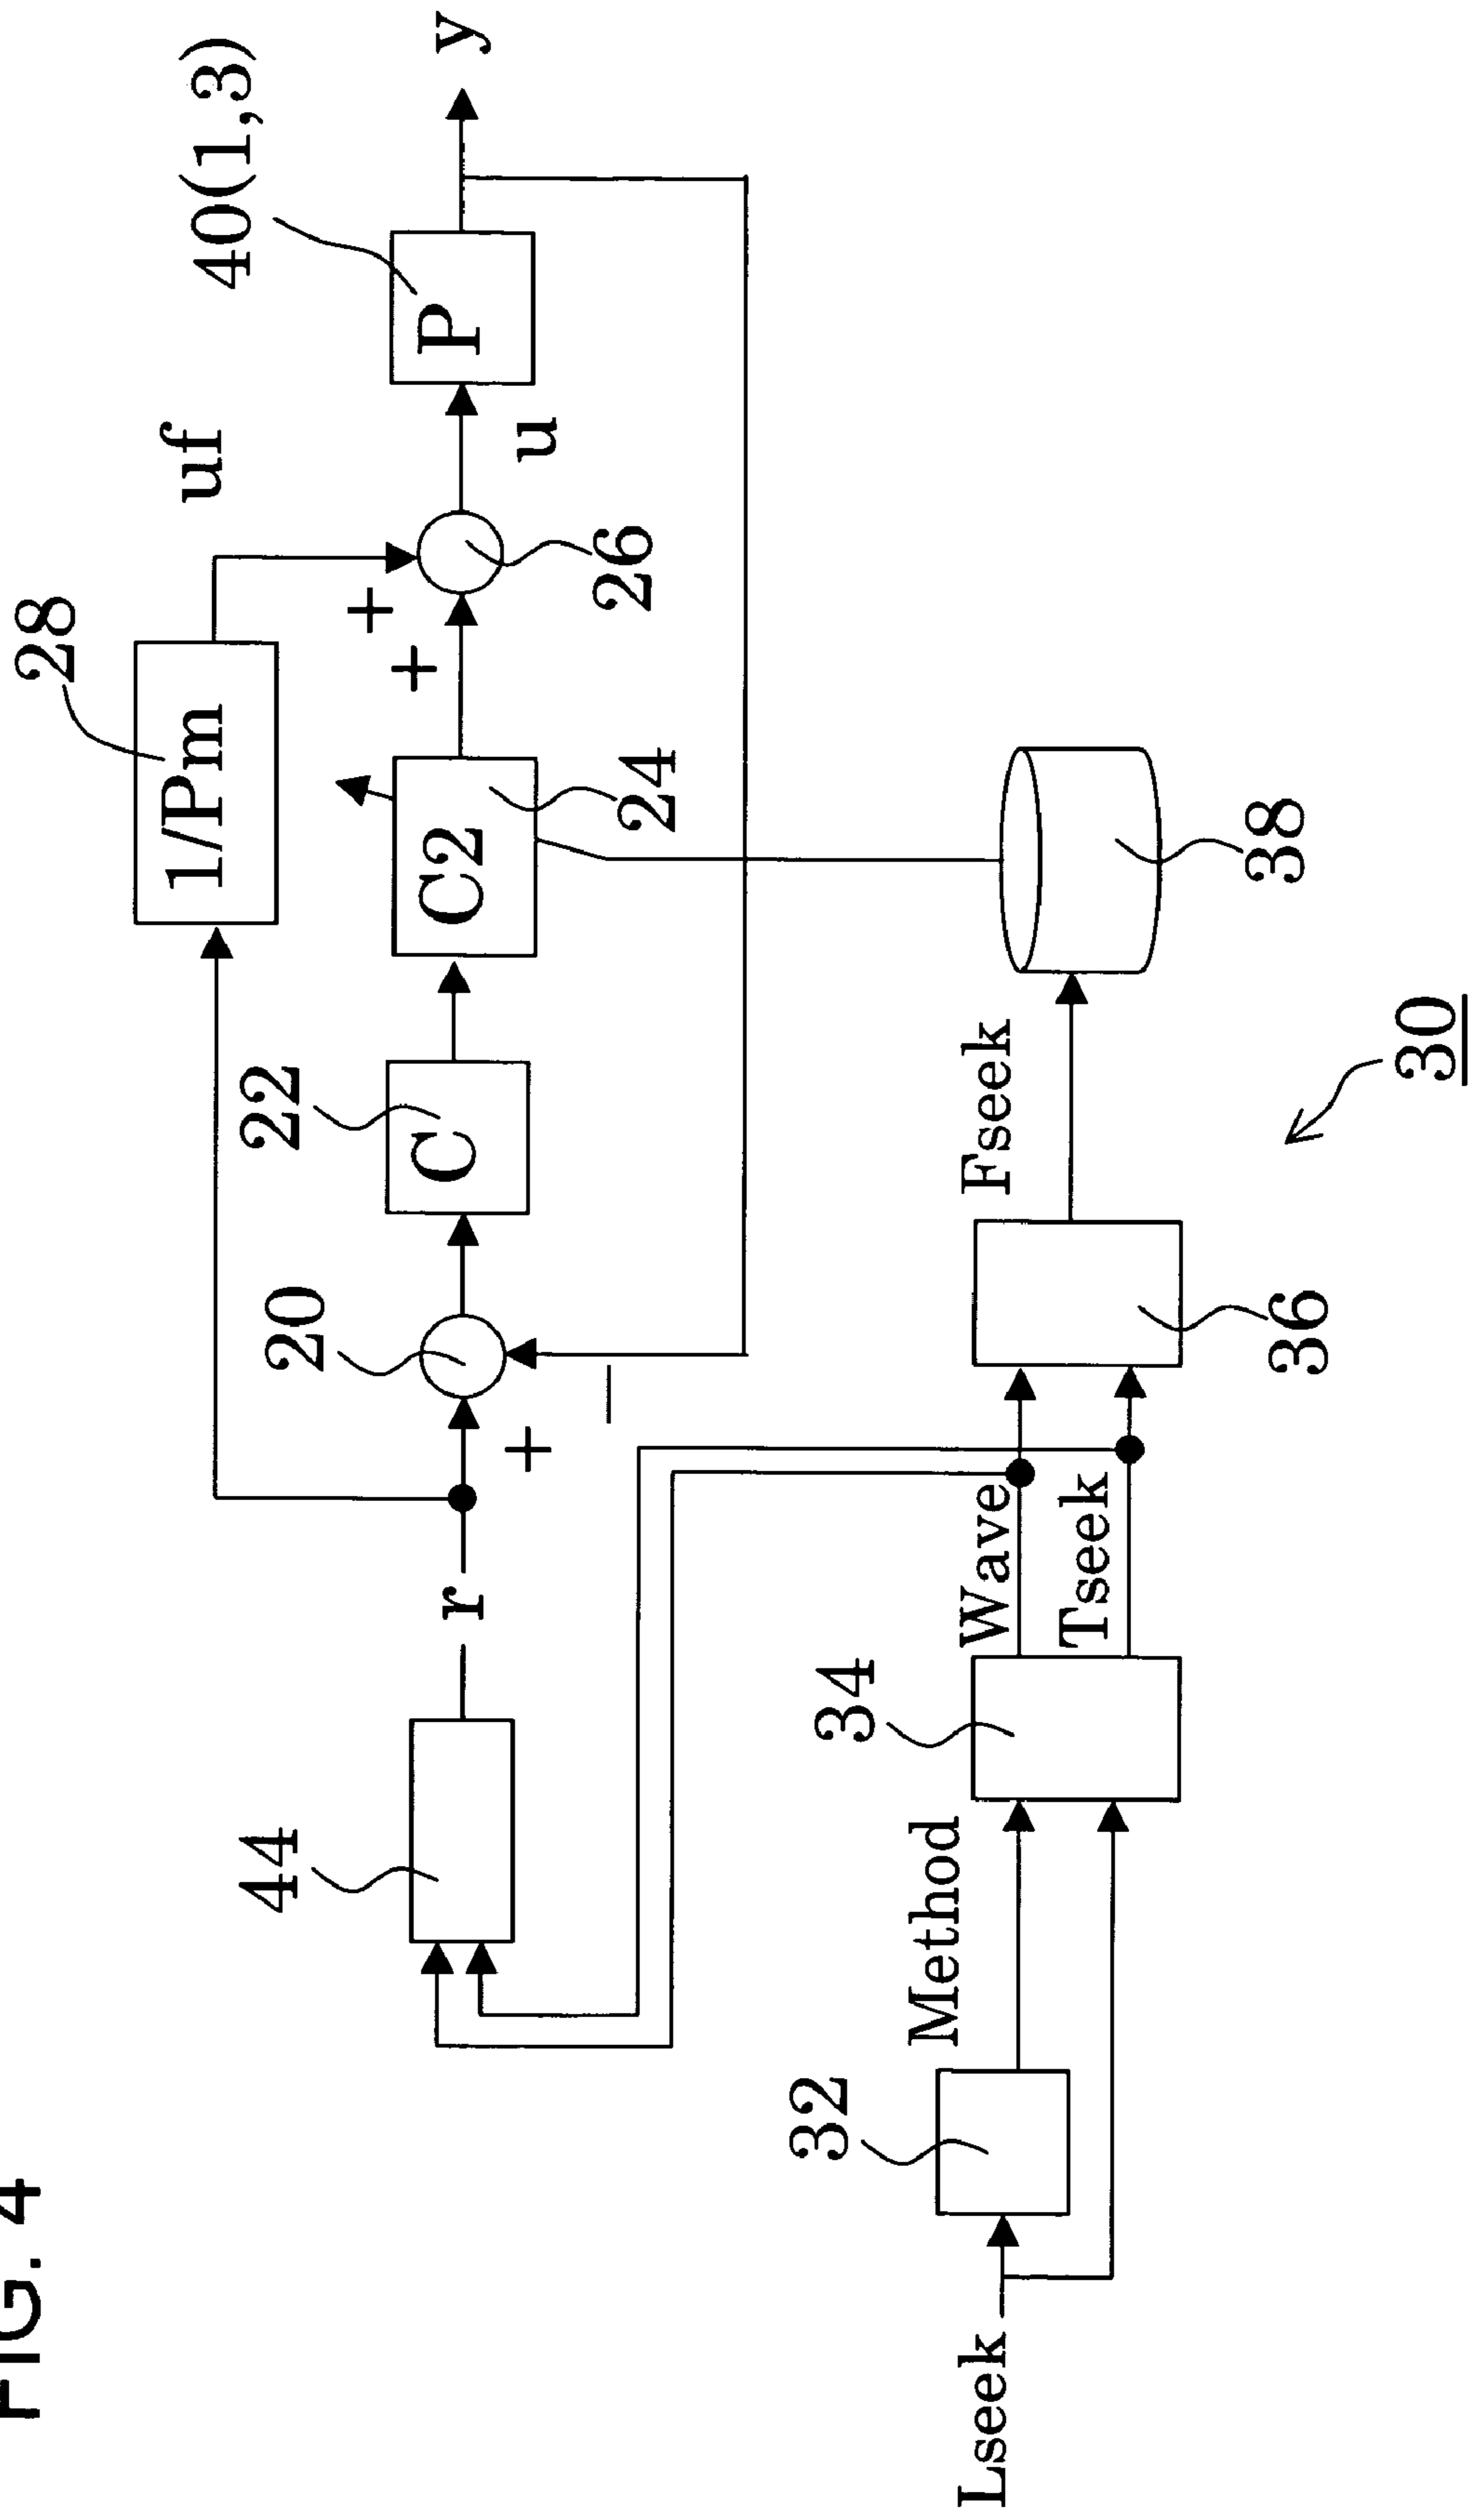 FIG. 4
28
1/Pm
uf
40(1,3)
44
r
20
+
−
22
C
C2
24
+
+
26
u
P
y
Lseek
32
Method
34
Wave
Tseek
36
Fseek
38
30